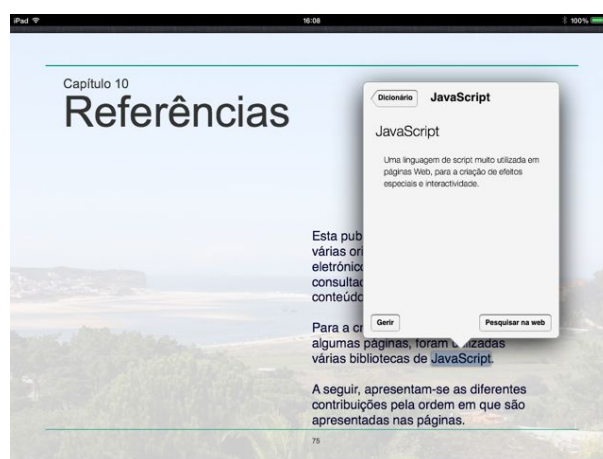 iPad
16:08
100%
Capítulo 10
Referências
Dicionário
JavaScript
JavaScript
Uma linguagem de script muito utilizada em
páginas Web, para a criação de efeitos
especiais e interactividade.
Gerir
Pesquisar na web
Esta pub
várias ori
eletrónic
consulta
conteúdo
Para a cr
algumas páginas, foram utilizadas
várias bibliotecas de JavaScript.
A seguir, apresentam-se as diferentes
contribuições pela ordem em que são
apresentadas nas páginas.
75